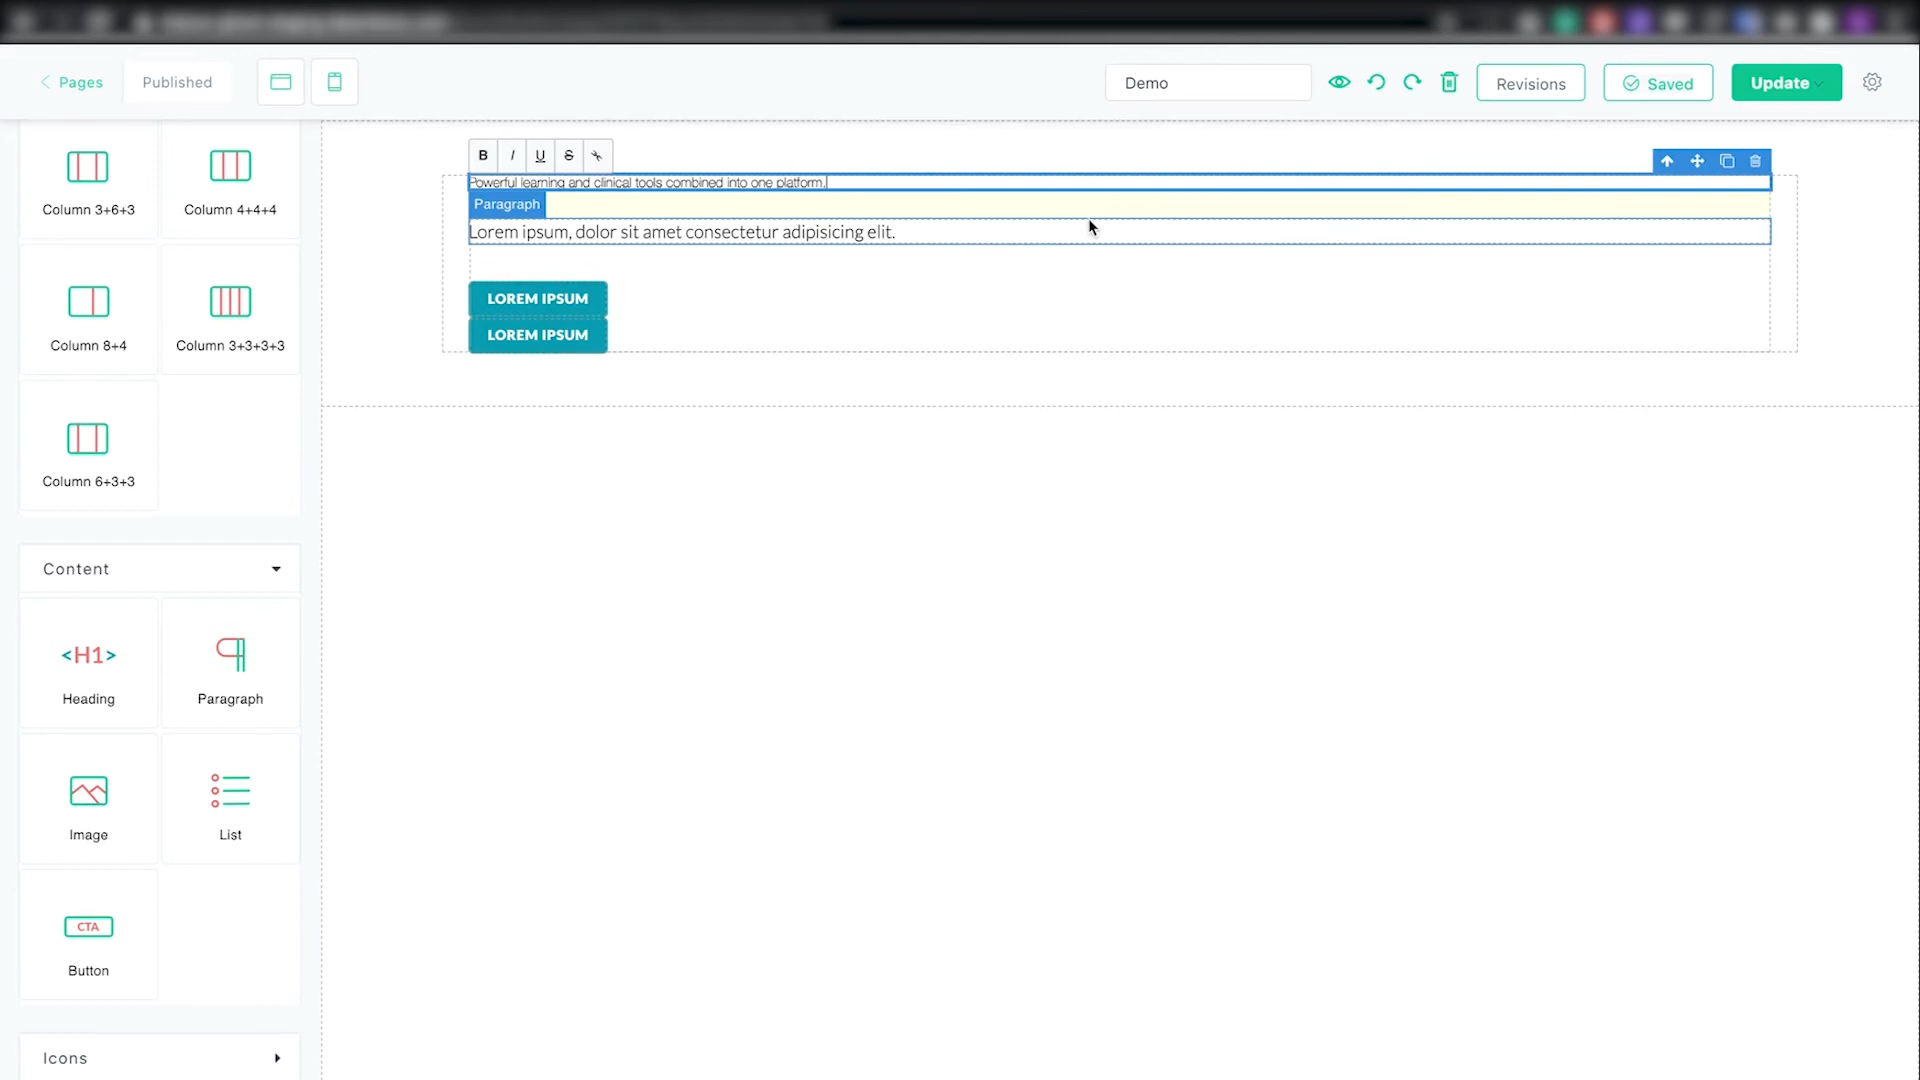 Pages
Published
Demo
Revisions
Saved
Update
B I U S
Powerful learning and clinical tools combined into one platform.
Paragraph
Lorem ipsum, dolor sit amet consectetur adipisicing elit.
LOREM IPSUM
LOREM IPSUM
Column 3+6+3
Column 4+4+4
Column 8+4
Column 3+3+3+3
Column 6+3+3
Content
<H1>
Heading
Paragraph
Image
List
CTA
Button
Icons